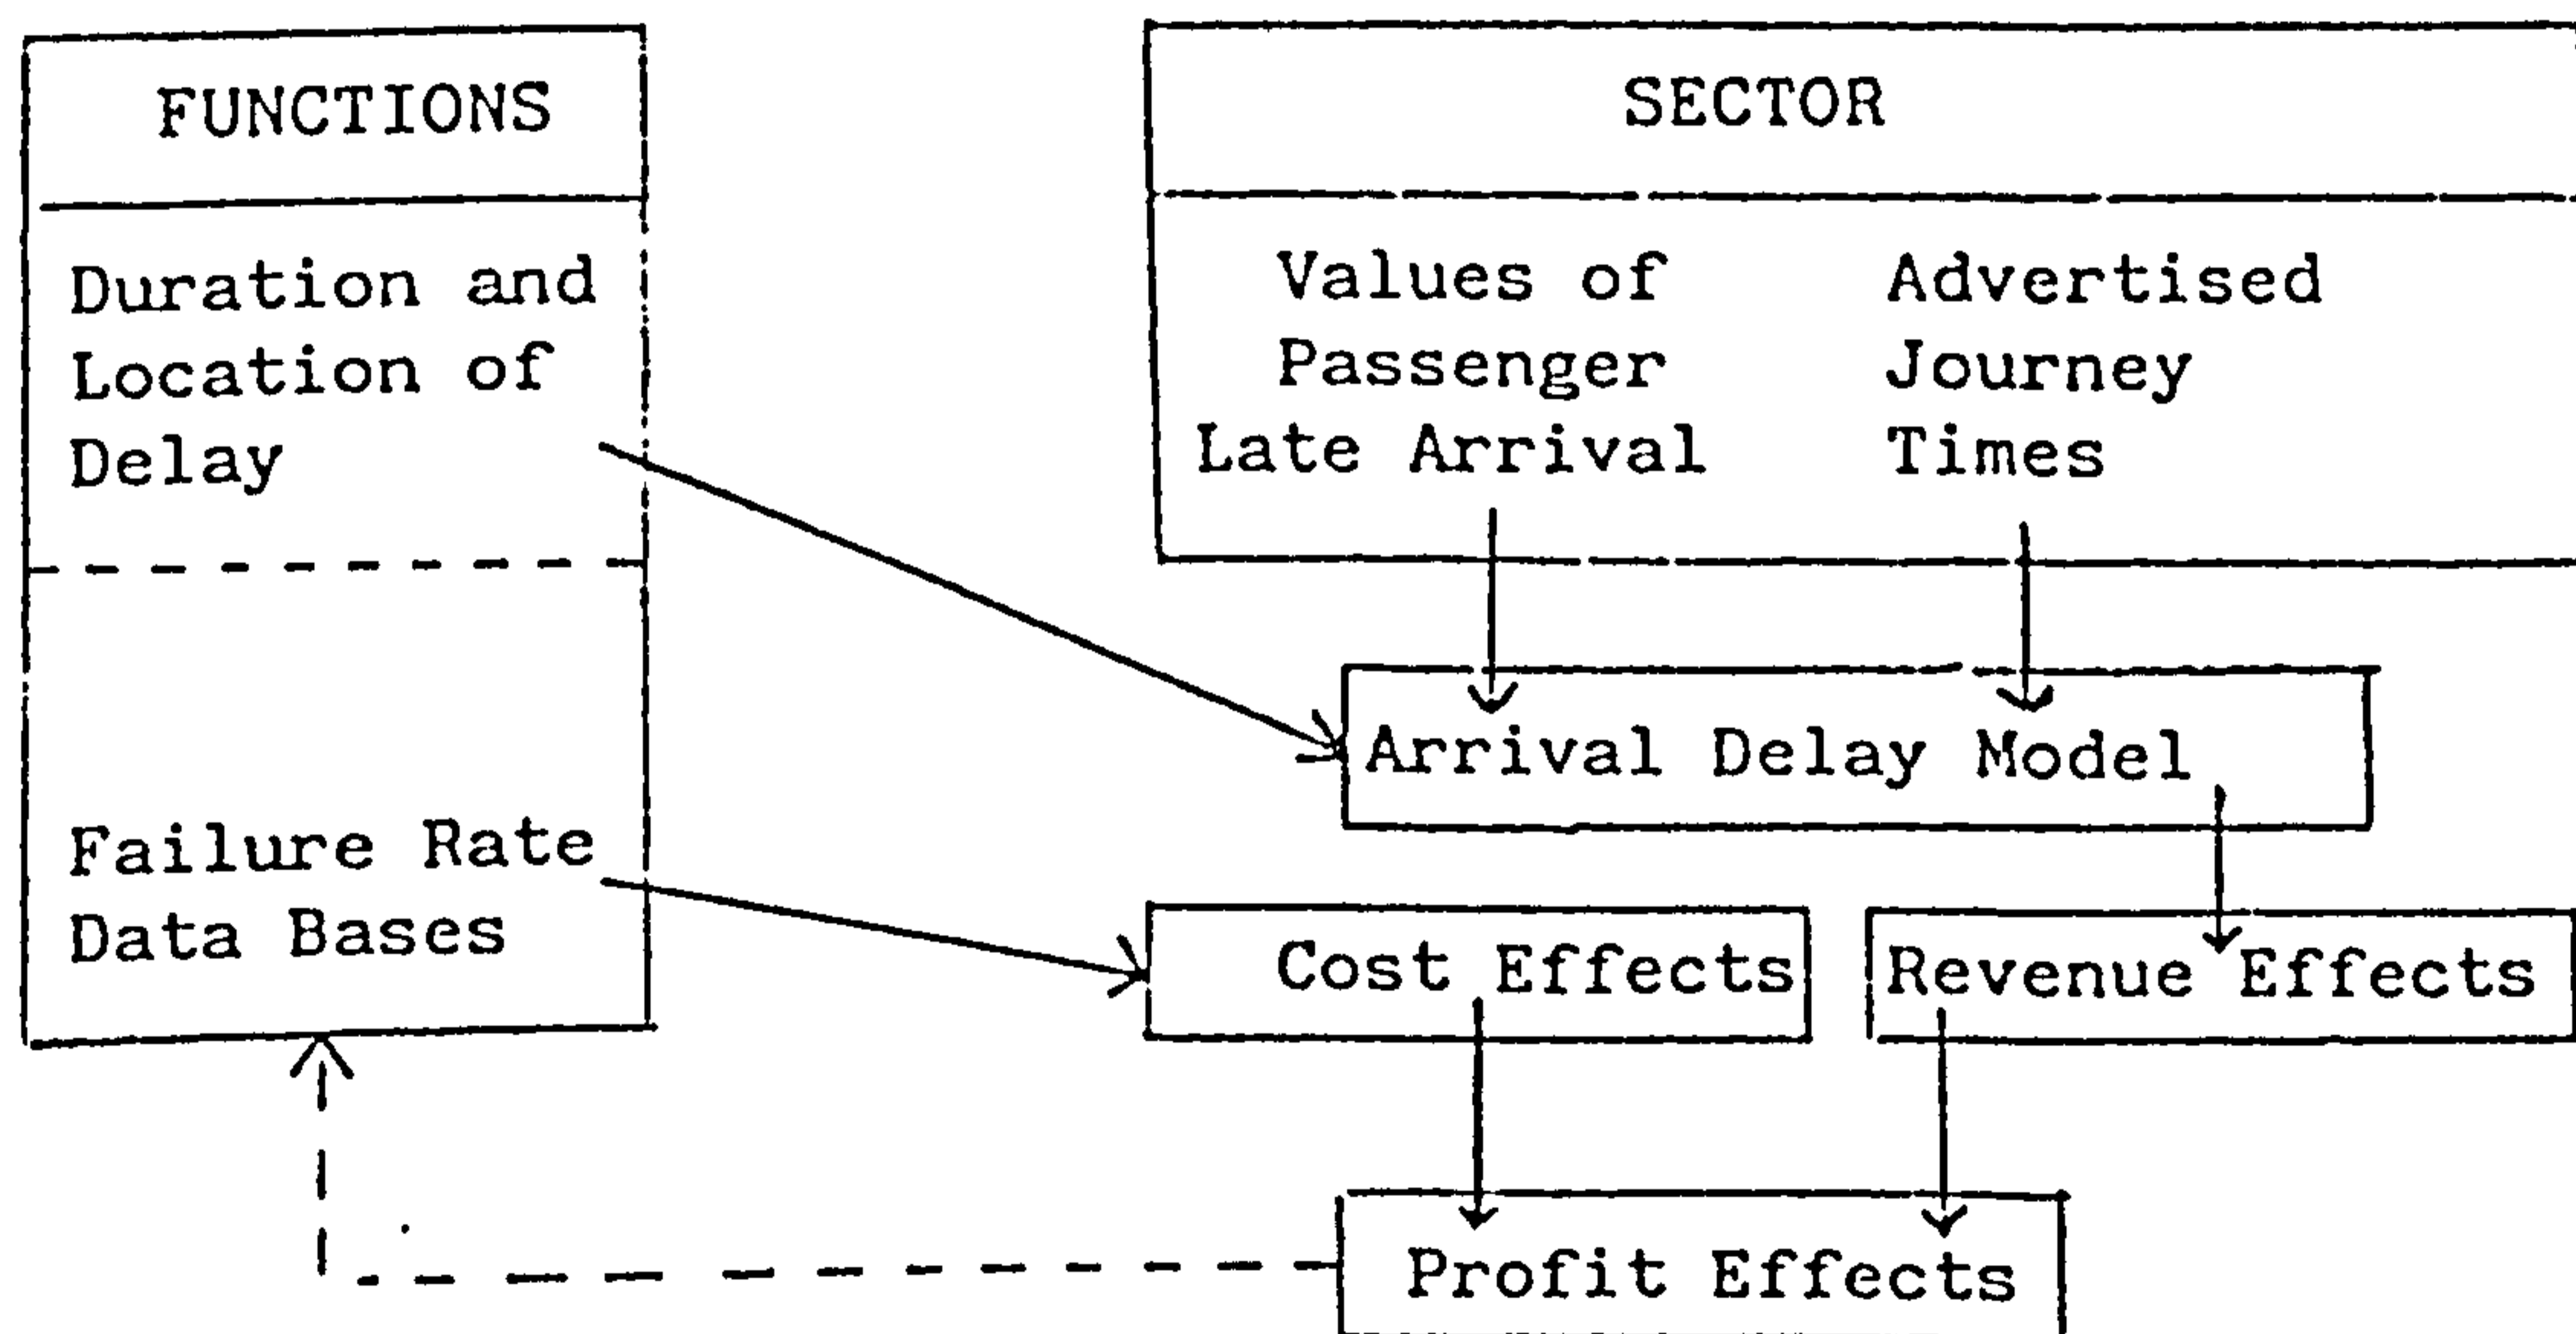 FUNCTIONS
Duration and
Location of
Delay
Failure Rate
Data Bases
SECTOR
Values of
Passenger
Late Arrival
Advertised
Journey
Times
Arrival Delay Model
Cost Effects
Revenue Effects
Profit Effects